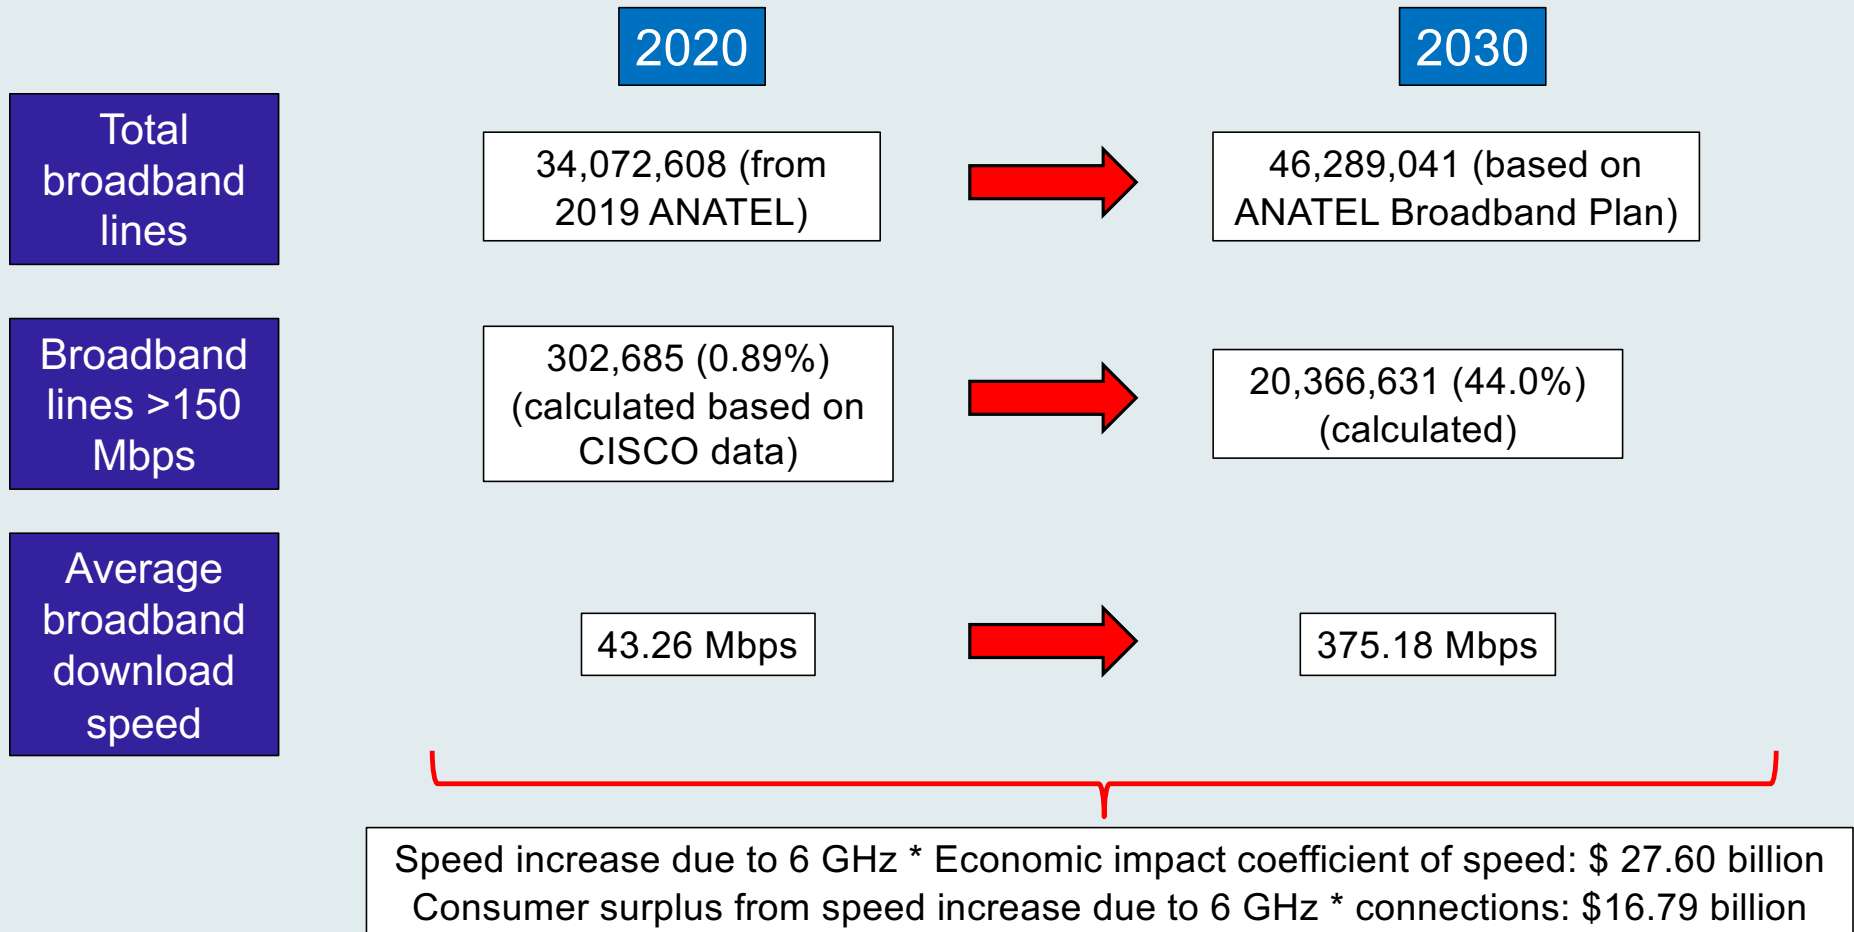 2020
2030
Total
broadband
lines
34,072,608 (from
2019 ANATEL)
46,289,041 (based on
ANATEL Broadband Plan)
Broadband
lines >150
Mbps
302,685 (0.89%)
(calculated based on
CISCO data)
20,366,631 (44.0%)
(calculated)
Average
broadband
download
speed
43.26 Mbps
375.18 Mbps
Speed increase due to 6 GHz * Economic impact coefficient of speed: $ 27.60 billion
Consumer surplus from speed increase due to 6 GHz * connections: $16.79 billion